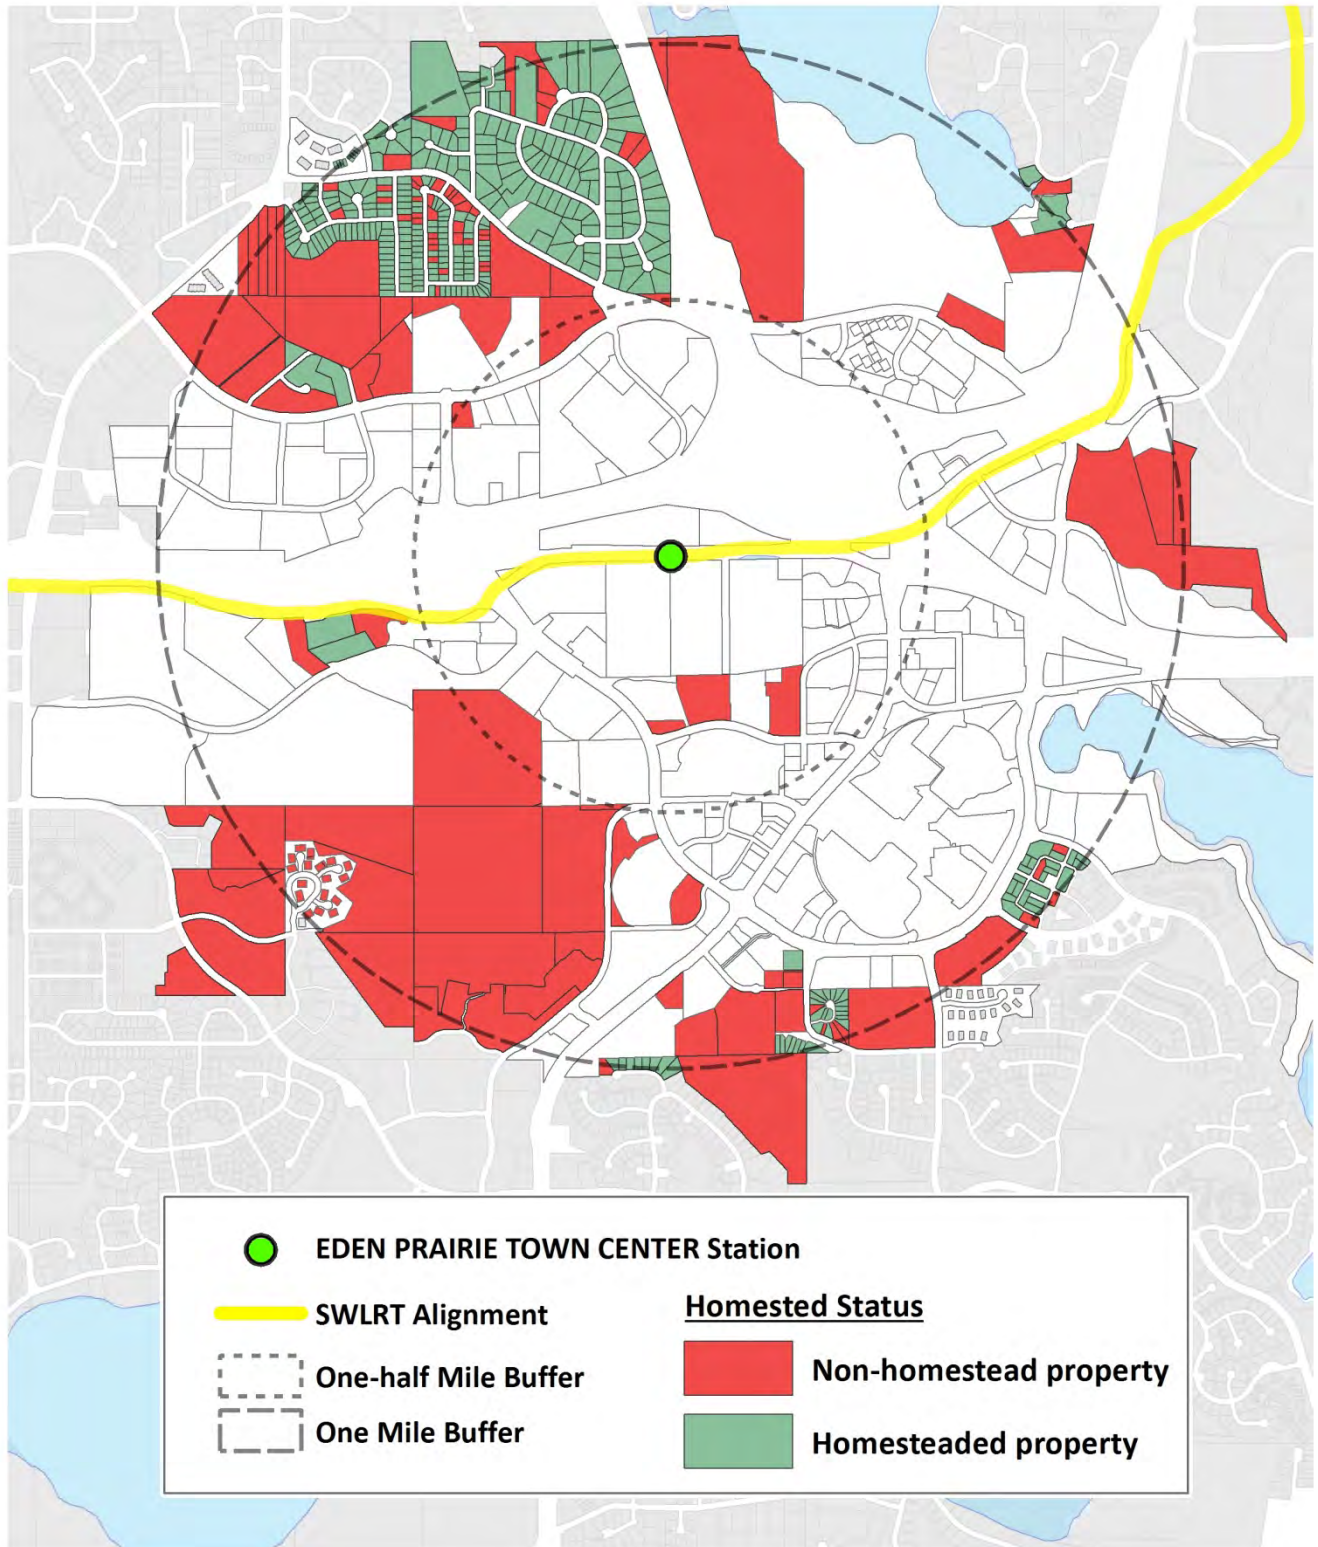 EDEN PRAIRIE TOWN CENTER Station
SWLRT Alignment
One-half Mile Buffer
One Mile Buffer
Homested Status
Non-homestead property
Homesteaded property